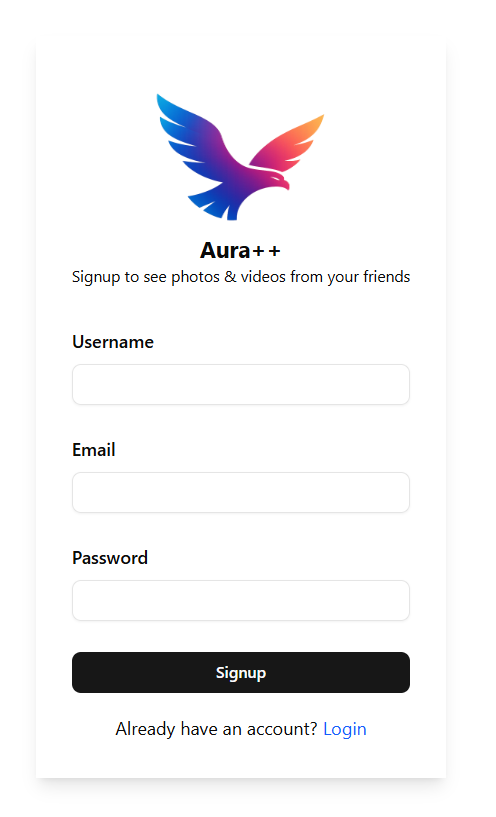 Aura++
Signup to see photos & videos from your friends
Username
Email
Password
Signup
Already have an account? Login